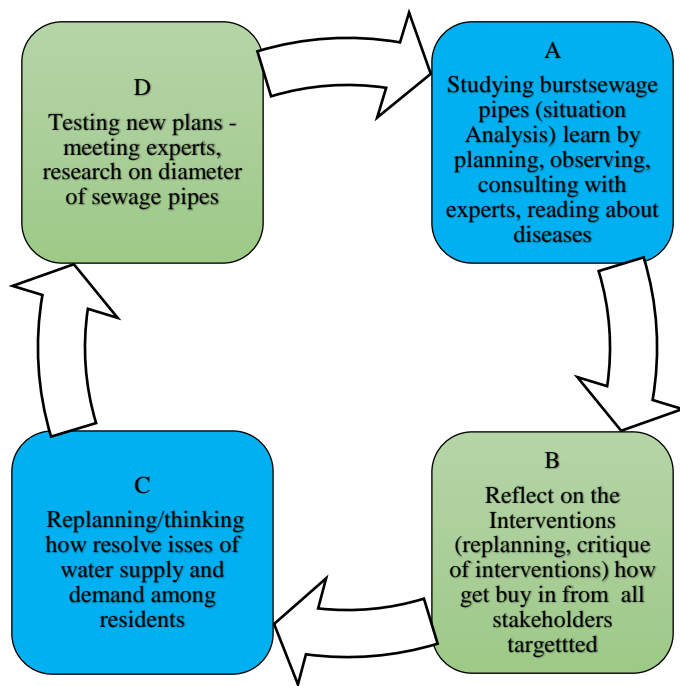 A
Studying burstsewage
pipes (situation
Analysis) learn by
planning, observing,
consulting with
experts, reading about
diseases
B
Reflect on the
Interventions
(replanning, critique
of interventions) how
get buy in from all
stakeholders
targettted
C
Replanning/thinking
how resolve isses of
water supply and
demand among
residents
D
Testing new plans -
meeting experts,
research on diameter
of sewage pipes